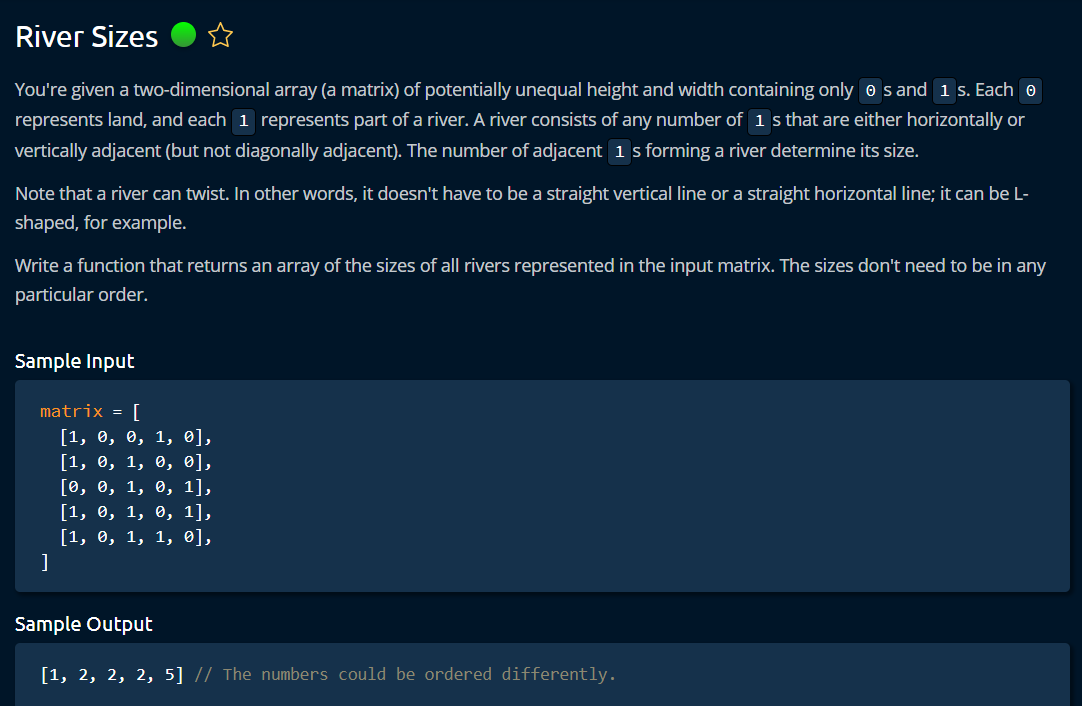 River Sizes
You're given a two-dimensional array (a matrix) of potentially unequal height and width containing only 0 s and 1 s. Each 0
represents land, and each 1 represents part of a river. A river consists of any number of 1 s that are either horizontally or
vertically adjacent (but not diagonally adjacent). The number of adjacent 1 s forming a river determine its size.
Note that a river can twist. In other words, it doesn't have to be a straight vertical line or a straight horizontal line; it can be L-
shaped, for example.
Write a function that returns an array of the sizes of all rivers represented in the input matrix. The sizes don't need to be in any
particular order.
Sample Input
matrix = [
[1, 0, 0, 1, 0],
[1, 0, 1, 0, 0],
[0, 0, 1, 0, 1],
[1, 0, 1, 0, 1],
[1, 0, 1, 1, 0],
]
Sample Output
[1, 2, 2, 2, 5] // The numbers could be ordered differently.